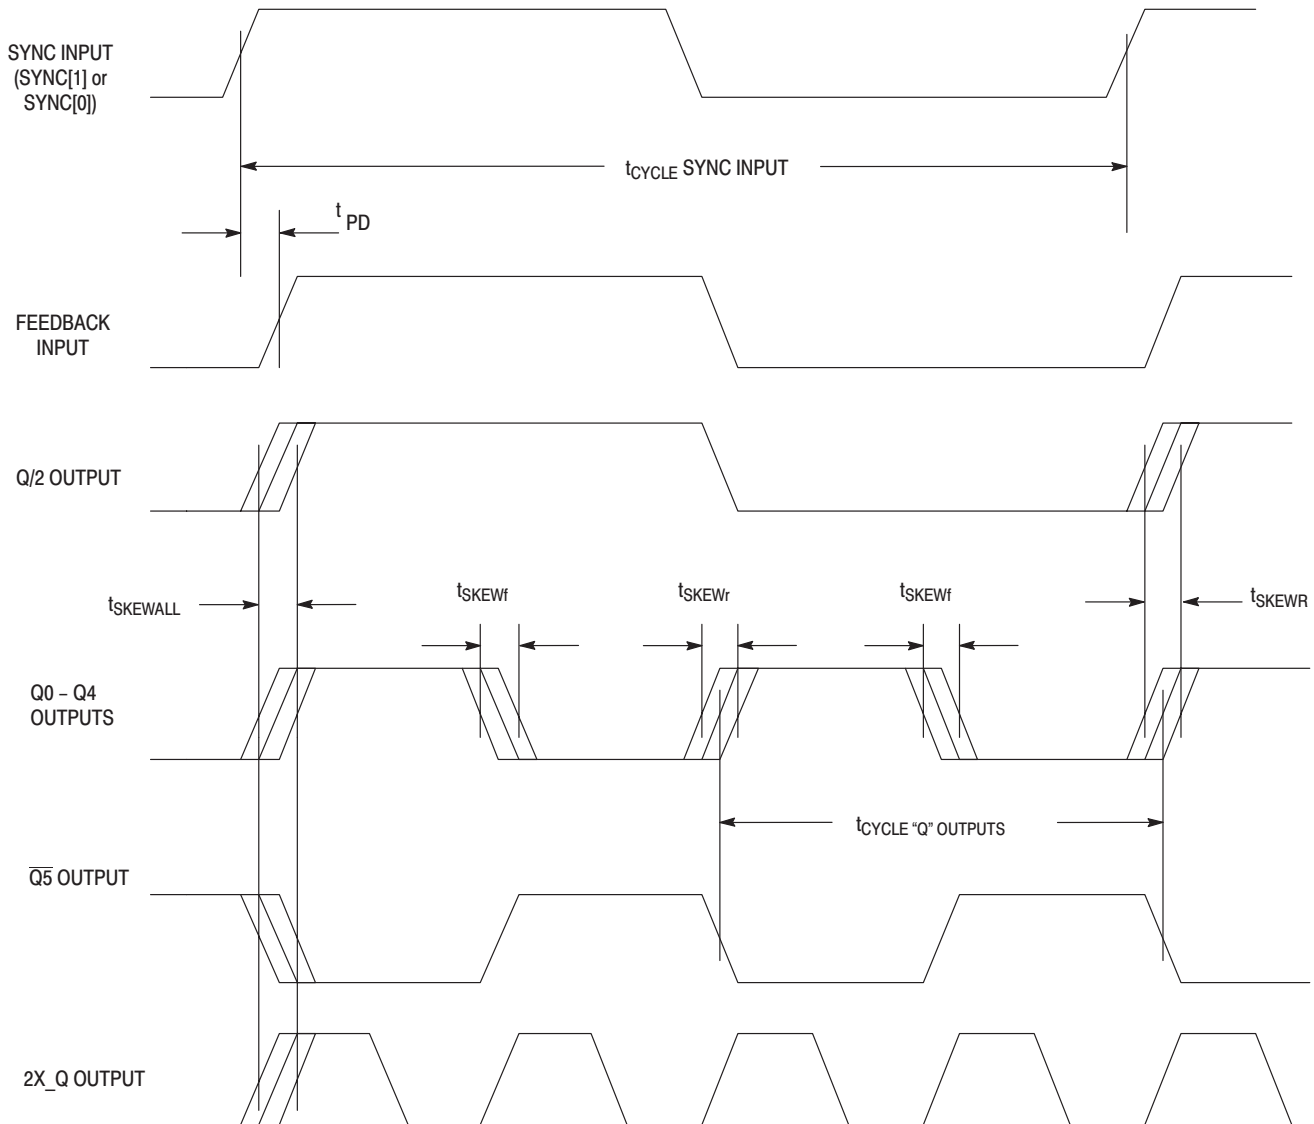 SYNC INPUT
(SYNC[1] or
SYNC[0])
tCYCLE SYNC INPUT
t PD
FEEDBACK
INPUT
Q/2 OUTPUT
tSKEWALL
tSKEWf
tSKEWr
tSKEWf
tSKEWR
Q0 – Q4
OUTPUTS
tCYCLE “Q” OUTPUTS
Q̅5̅ OUTPUT
2X_Q OUTPUT